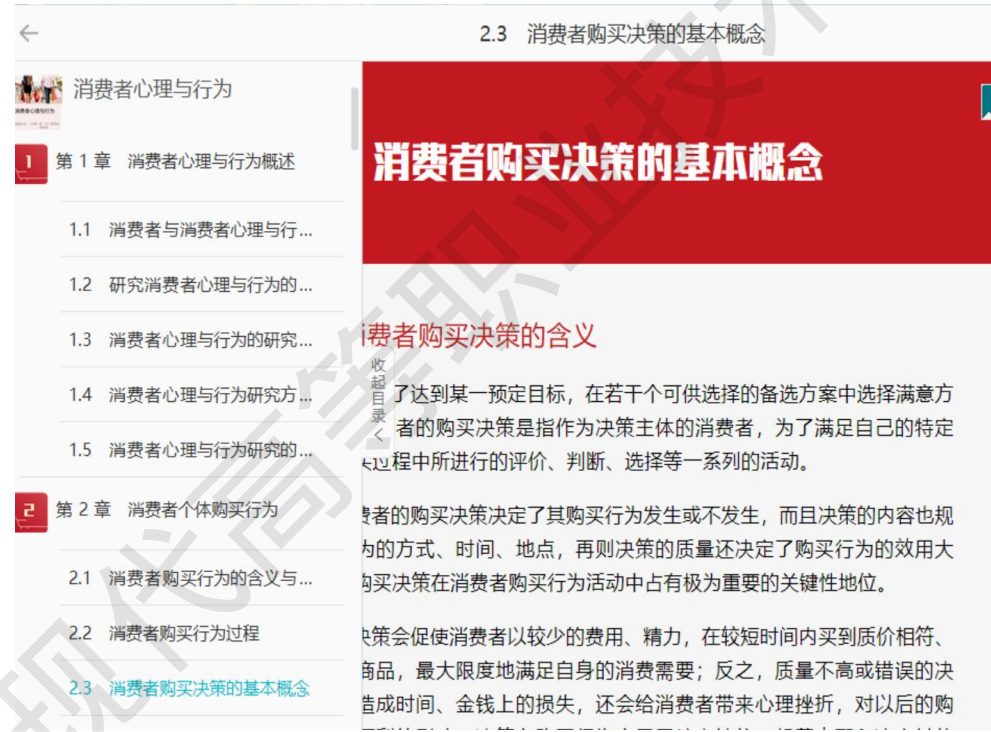 2.3 消费者购买决策的基本概念
消费者心理与行为
1 第 1 章 消费者心理与行为概述
1.1 消费者与消费者心理与行...
1.2 研究消费者心理与行为的...
1.3 消费者心理与行为的研究...
1.4 消费者心理与行为研究方...
1.5 消费者心理与行为研究的...
2 第 2 章 消费者个体购买行为
2.1 消费者购买行为的含义与...
2.2 消费者购买行为过程
2.3 消费者购买决策的基本概念
收起目录
消费者购买决策的基本概念
费者购买决策的含义
了达到某一预定目标，在若干个可供选择的备选方案中选择满意方
者的购买决策是指作为决策主体的消费者，为了满足自己的特定
过程中所进行的评价、判断、选择等一系列的活动。
费者的购买决策决定了其购买行为发生或不发生，而且决策的内容也规
为的方式、时间、地点，再则决策的质量还决定了购买行为的效用大
购买决策在消费者购买行为活动中占有极为重要的关键性地位。
决策会促使消费者以较少的费用、精力，在较短时间内买到质价相符、
商品，最大限度地满足自身的消费需要；反之，质量不高或错误的决
造成时间、金钱上的损失，还会给消费者带来心理挫折，对以后的购
现代高等职业技术